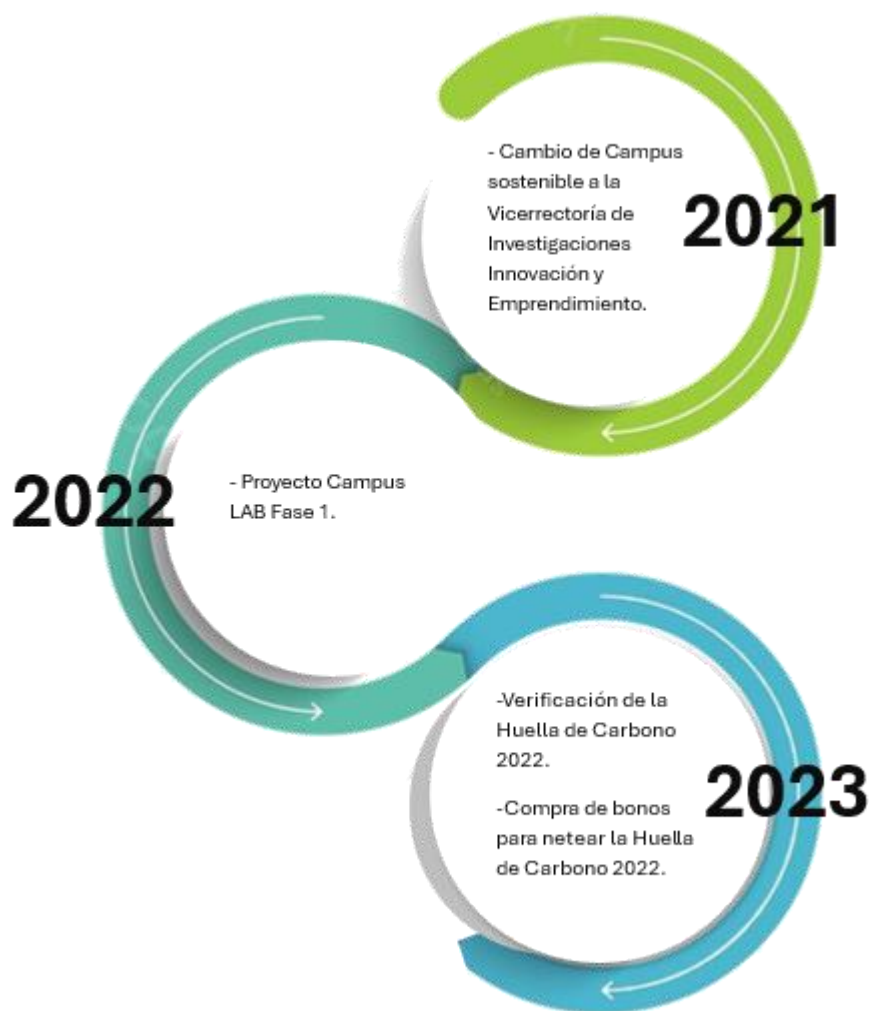 - Cambio de Campus
sostenible a la
Vicerrectoría de
Investigaciones
Innovación y
Emprendimiento.
2021
2022
- Proyecto Campus
LAB Fase 1.
-Verificación de la
Huella de Carbono
2022.
-Compra de bonos
para netear la Huella
de Carbono 2022.
2023